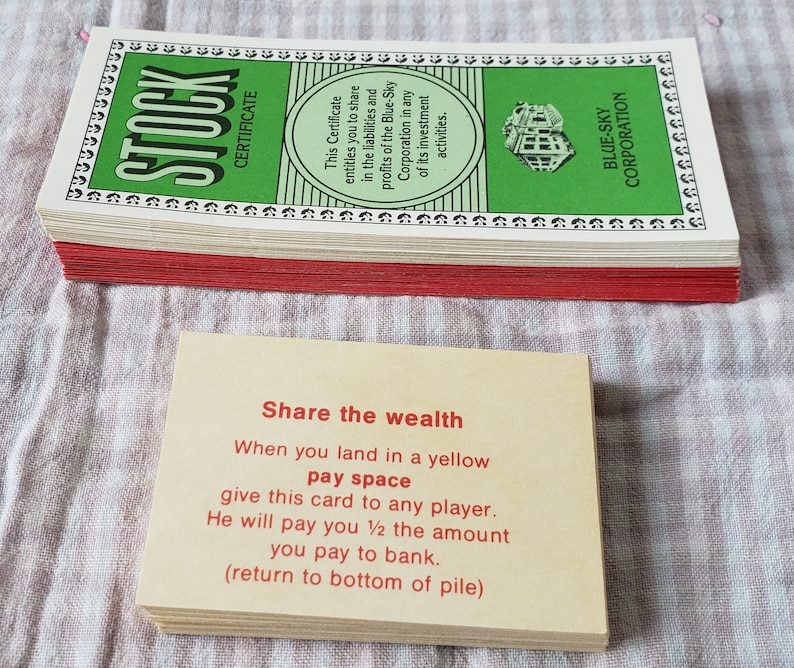 STOCK
CERTIFICATE
This Certificate
entitles you to share
in the liabilities and
profits of the Blue-Sky
Corporation in any
of its investment
activities.
BLUE-SKY
CORPORATION
Share the wealth
When you land in a yellow
pay space
give this card to any player.
He will pay you ½ the amount
you pay to bank.
(return to bottom of pile)